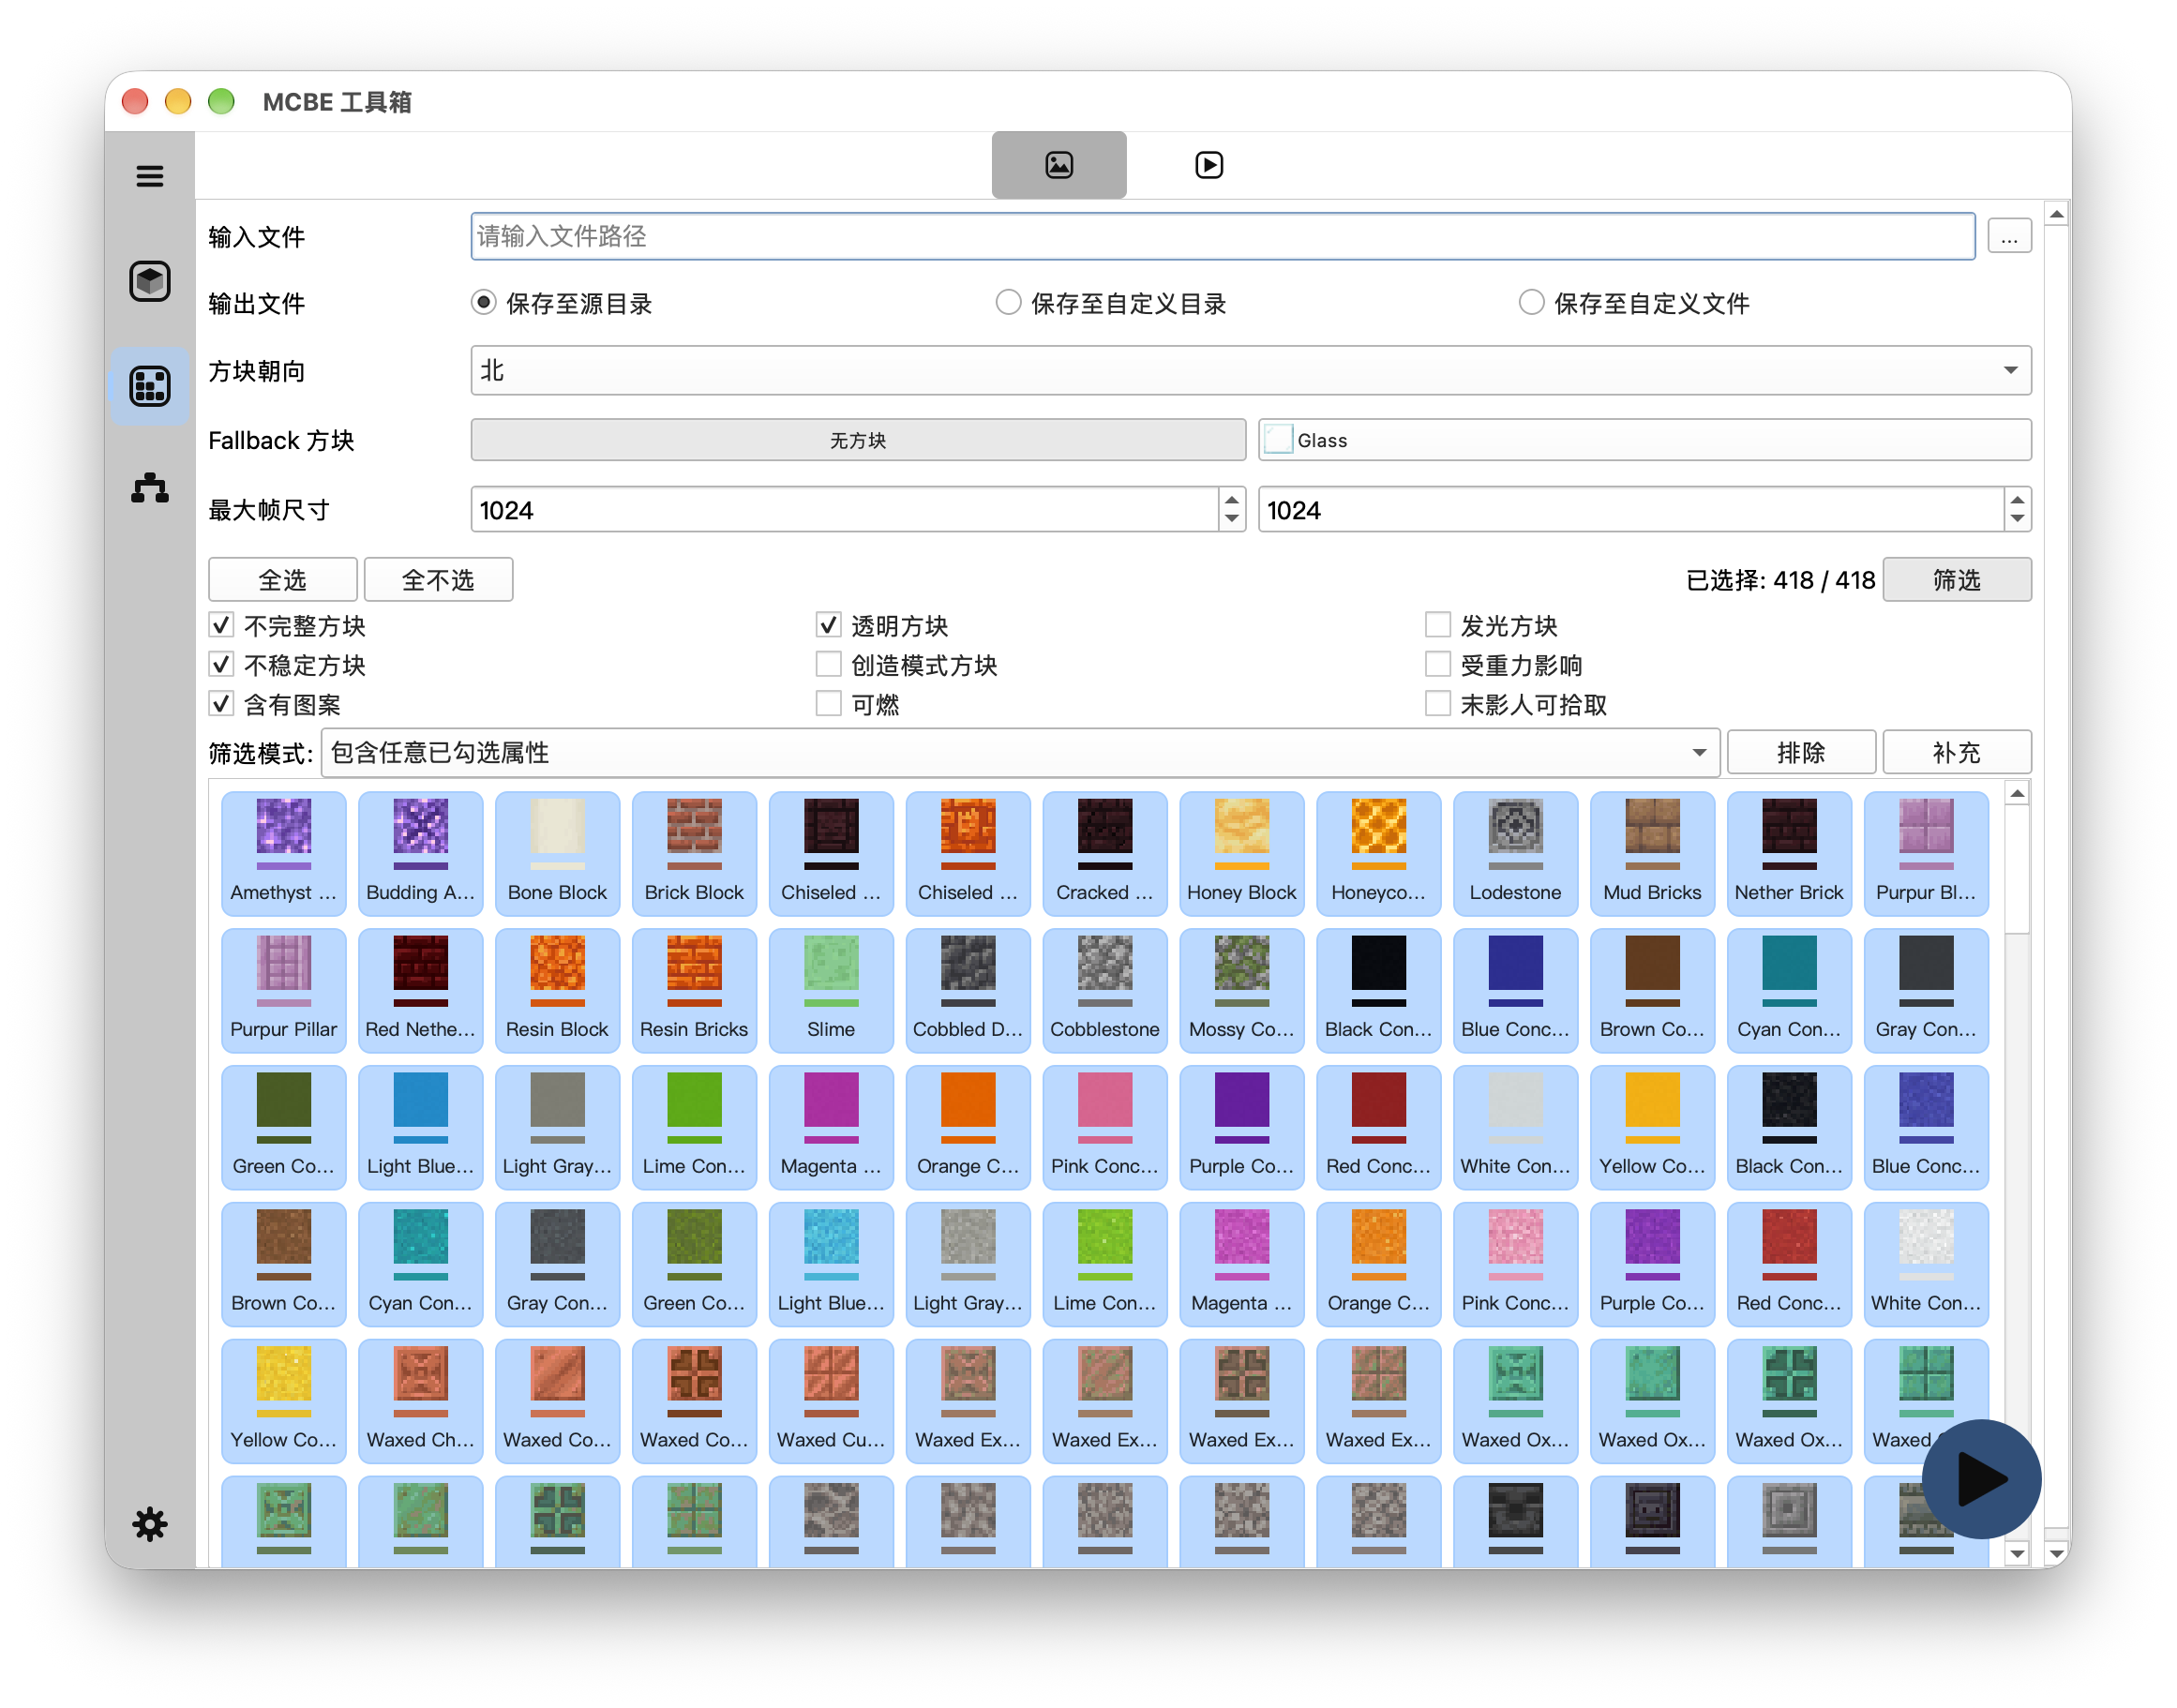 MCBE 工具箱
输入文件 请输入文件路径 ...
输出文件 保存至源目录 保存至自定义目录 保存至自定义文件
方块朝向 北
Fallback 方块 无方块 Glass
最大帧尺寸 1024 1024
全选 全不选 已选择: 418 / 418 筛选
不完整方块 透明方块 发光方块
不稳定方块 创造模式方块 受重力影响
含有图案 可燃 末影人可拾取
筛选模式: 包含任意已勾选属性 排除 补充
Amethyst ... Budding A... Bone Block Brick Block Chiseled ... Chiseled ... Cracked ... Honey Block Honeyco... Lodestone Mud Bricks Nether Brick Purpur Bl...
Purpur Pillar Red Nethe... Resin Block Resin Bricks Slime Cobbled D... Cobblestone Mossy Co... Black Con... Blue Conc... Brown Co... Cyan Con... Gray Con...
Green Co... Light Blue... Light Gray... Lime Con... Magenta ... Orange C... Pink Conc... Purple Co... Red Conc... White Con... Yellow Co... Black Con... Blue Conc...
Brown Co... Cyan Con... Gray Con... Green Co... Light Blue... Light Gray... Lime Con... Magenta ... Orange C... Pink Conc... Purple Co... Red Conc... White Con...
Yellow Co... Waxed Ch... Waxed Co... Waxed Co... Waxed Cu... Waxed Ex... Waxed Ex... Waxed Ex... Waxed Ex... Waxed Ox... Waxed Ox... Waxed Ox... Waxed